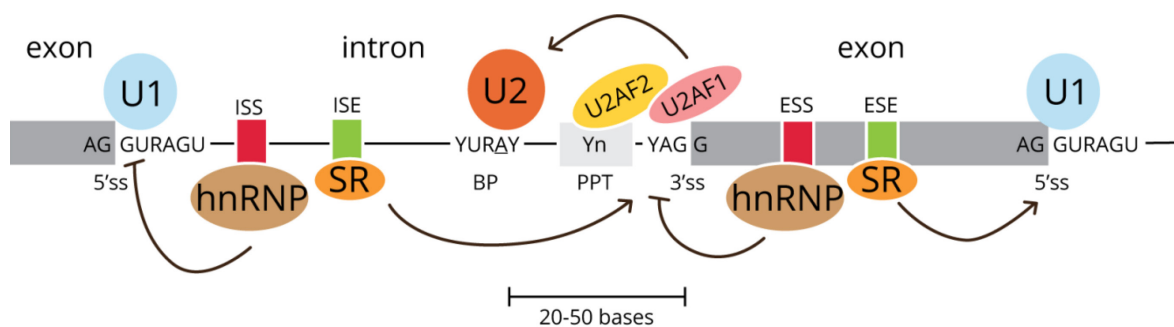 exon intron exon
U1 U2 U2AF2 U2AF1 U1
ISS ISE ESS ESE
AG GURAGU YURAY Yn YAG G AG GURAGU
5'ss hnRNP SR BP PPT 3'ss hnRNP SR 5'ss
20-50 bases